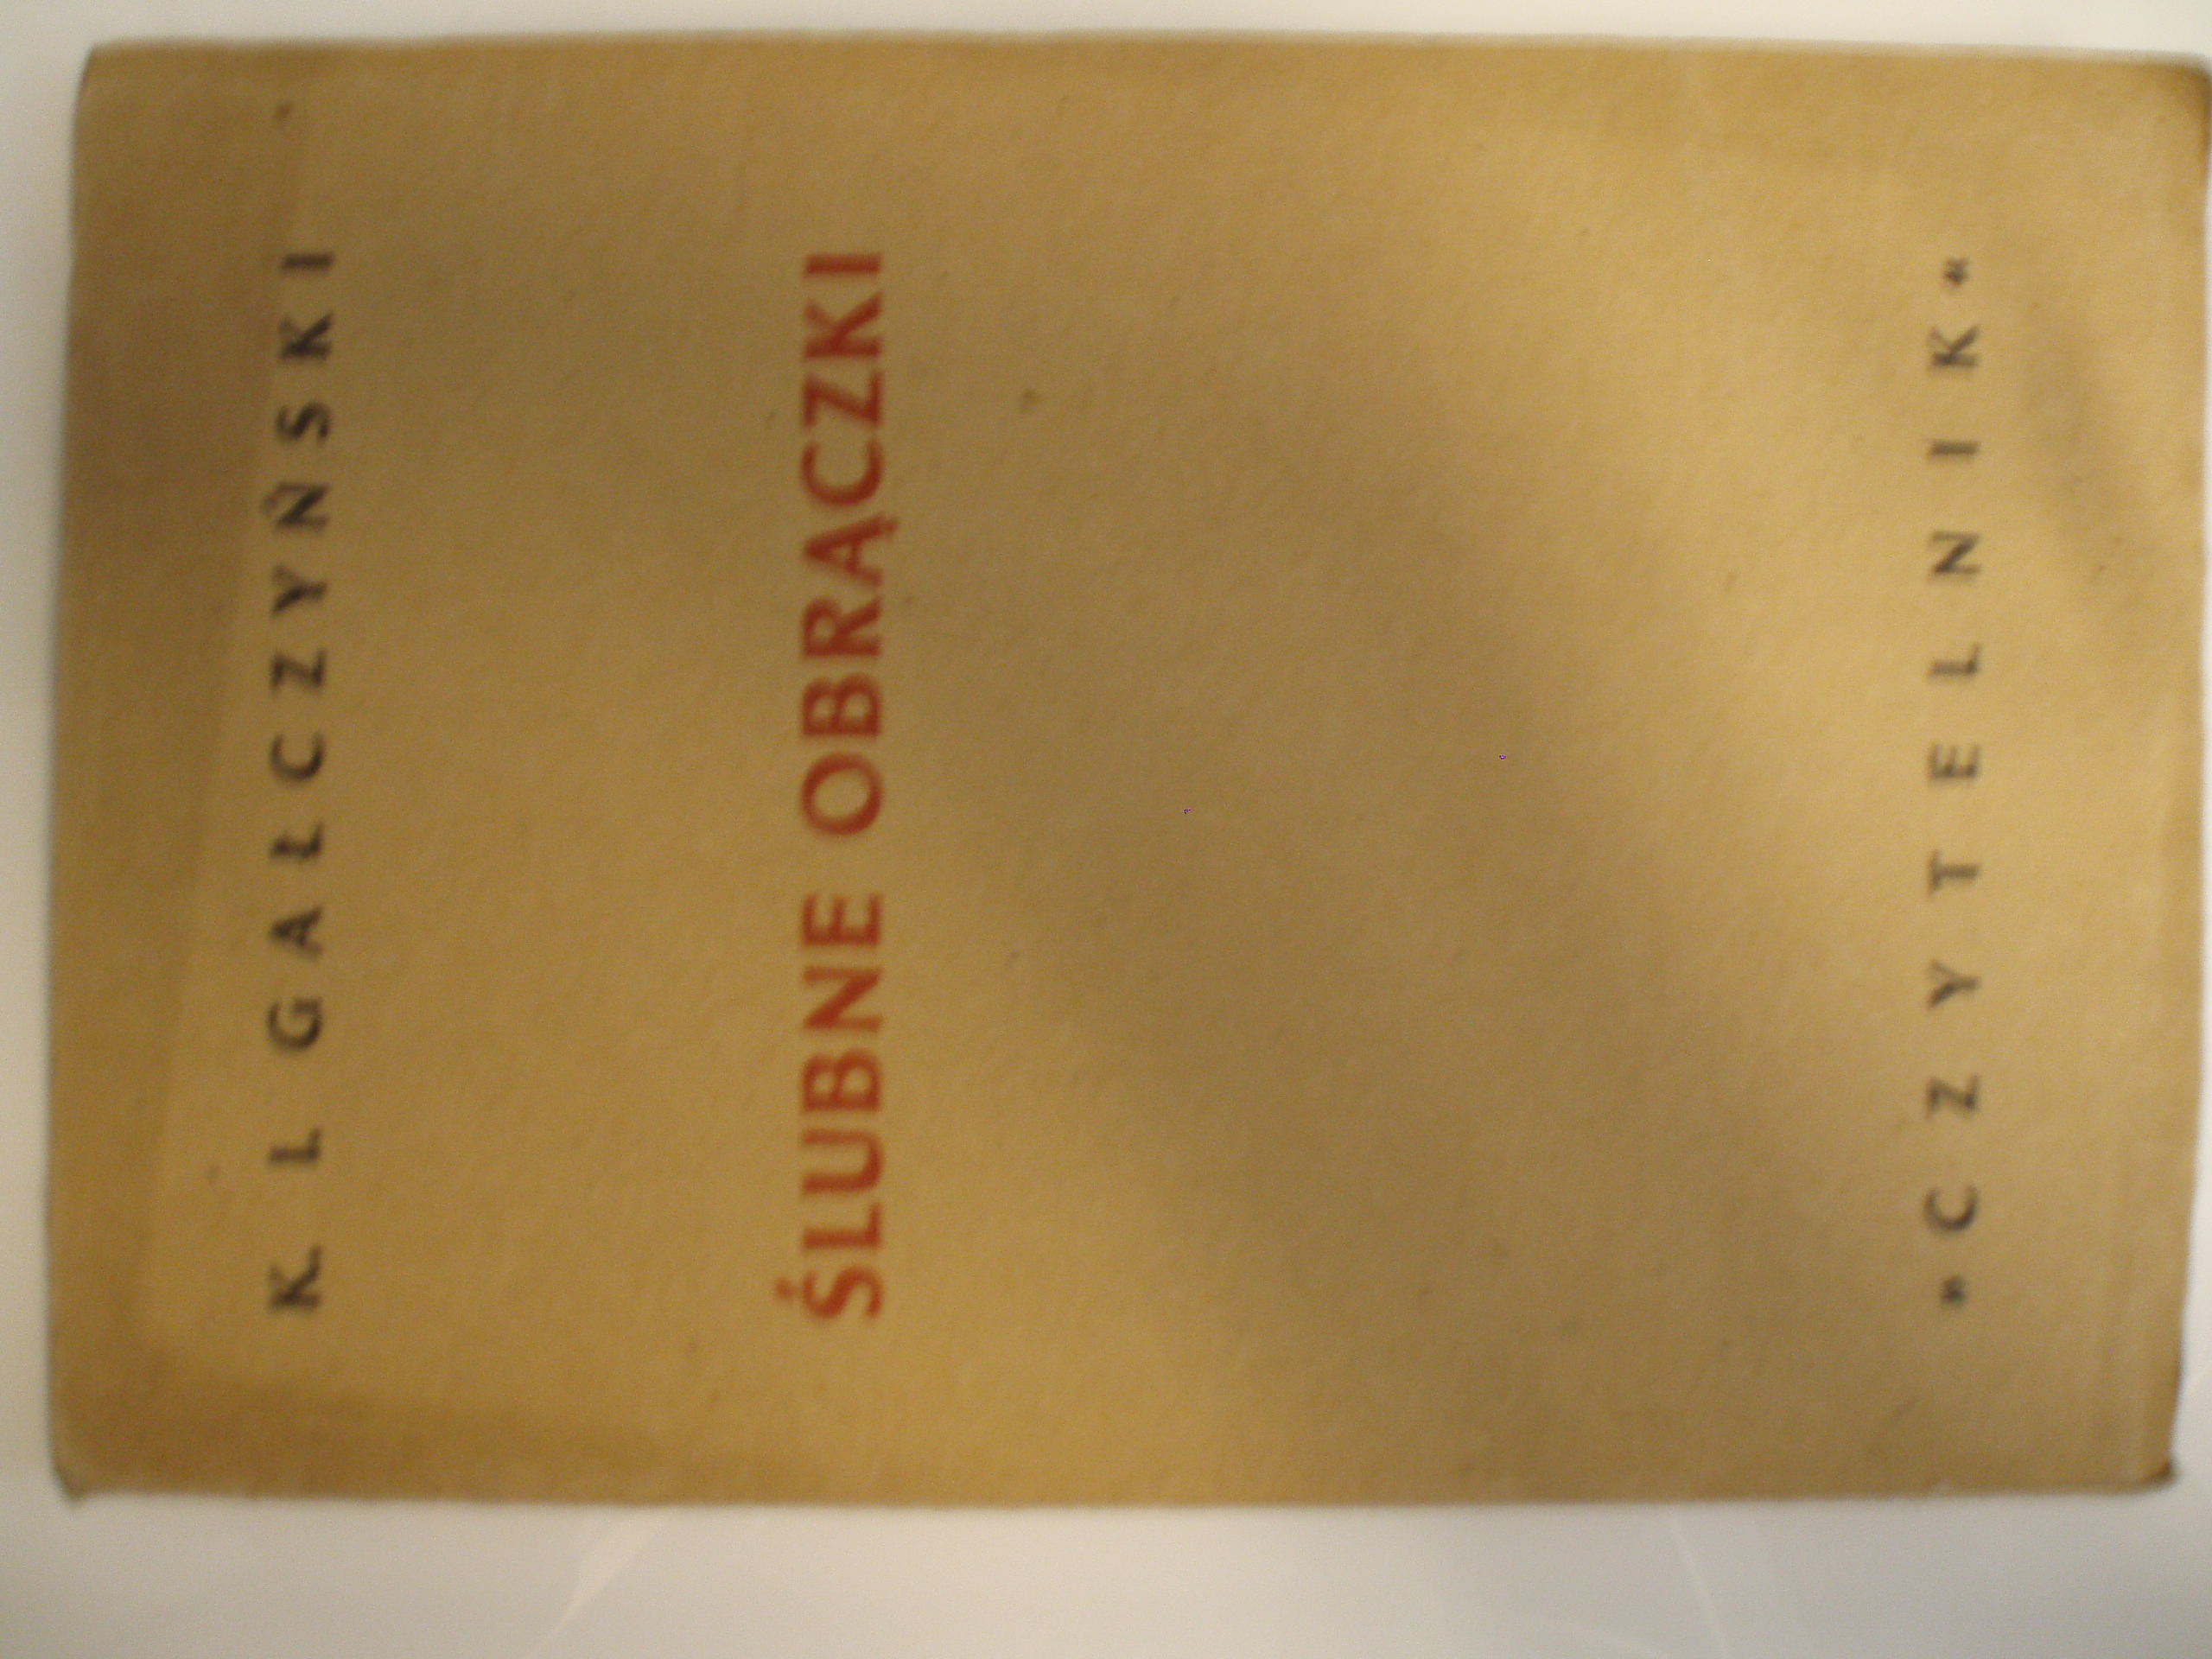 K. I. GAŁCZYŃSKI
ŚLUBNE OBRĄCZKI
»CZYTELNIK«